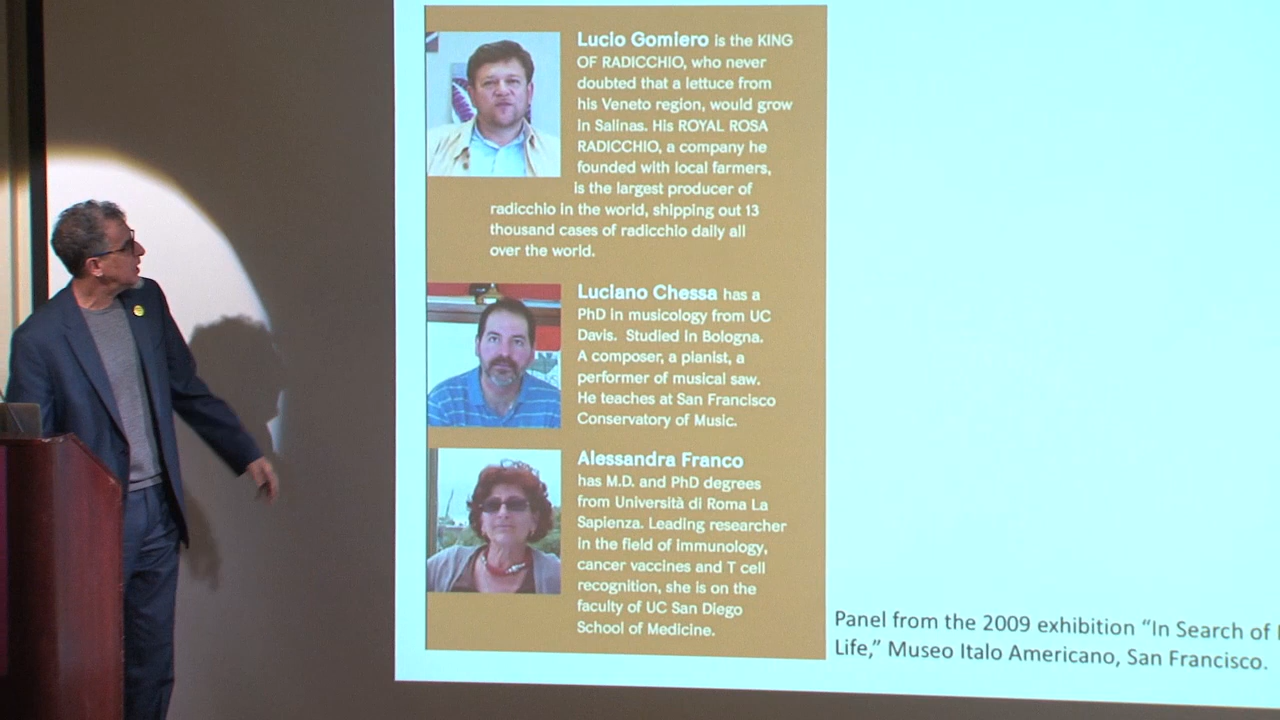 Lucio Gomiero is the KING
OF RADICCHIO, who never
doubted that a lettuce from
his Veneto region, would grow
in Salinas. His ROYAL ROSA
RADICCHIO, a company he
founded with local farmers,
is the largest producer of
radicchio in the world, shipping out 13
thousand cases of radicchio daily all
over the world.
Luciano Chessa has a
PhD in musicology from UC
Davis. Studied in Bologna.
A composer, a pianist, a
performer of musical saw.
He teaches at San Francisco
Conservatory of Music.
Alessandra Franco
has M.D. and PhD degrees
from Università di Roma La
Sapienza. Leading researcher
in the field of immunology,
cancer vaccines and T cell
recognition, she is on the
faculty of UC San Diego
School of Medicine.
Panel from the 2009 exhibition “In Search of
Life,” Museo Italo Americano, San Francisco.